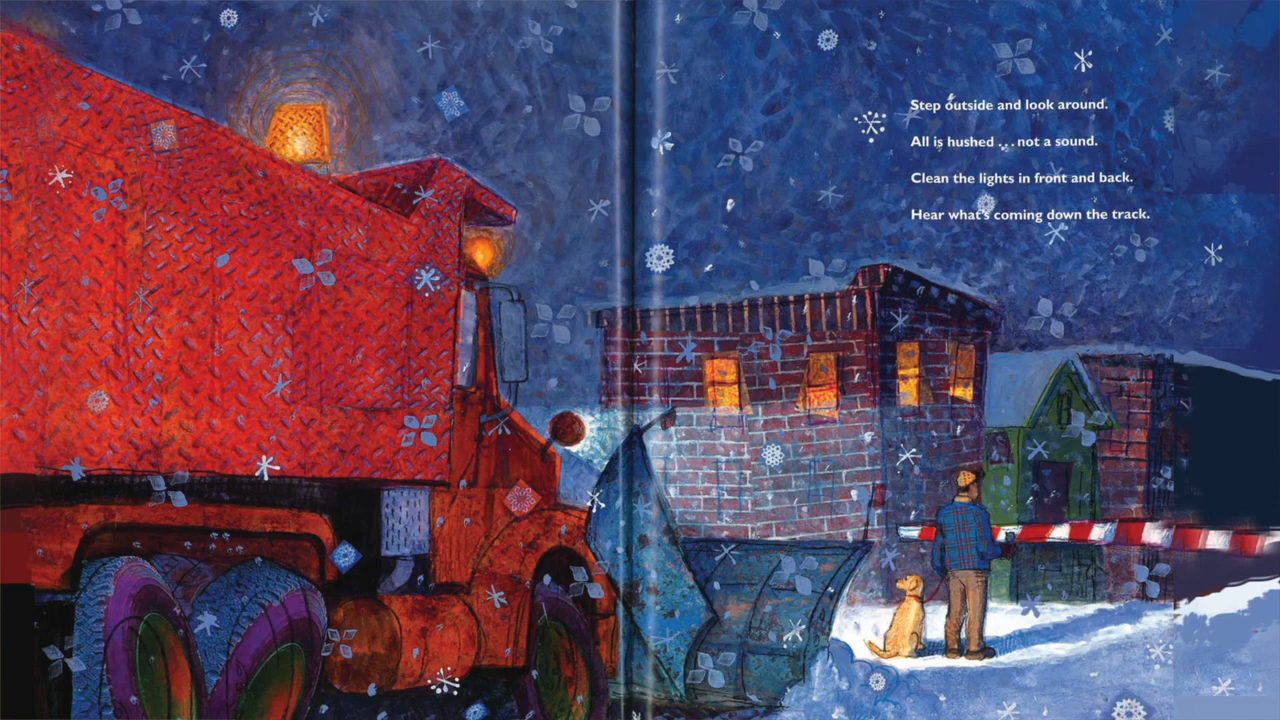 Step outside and look around.
All is hushed . . . not a sound.
Clean the lights in front and back.
Hear what's coming down the track.